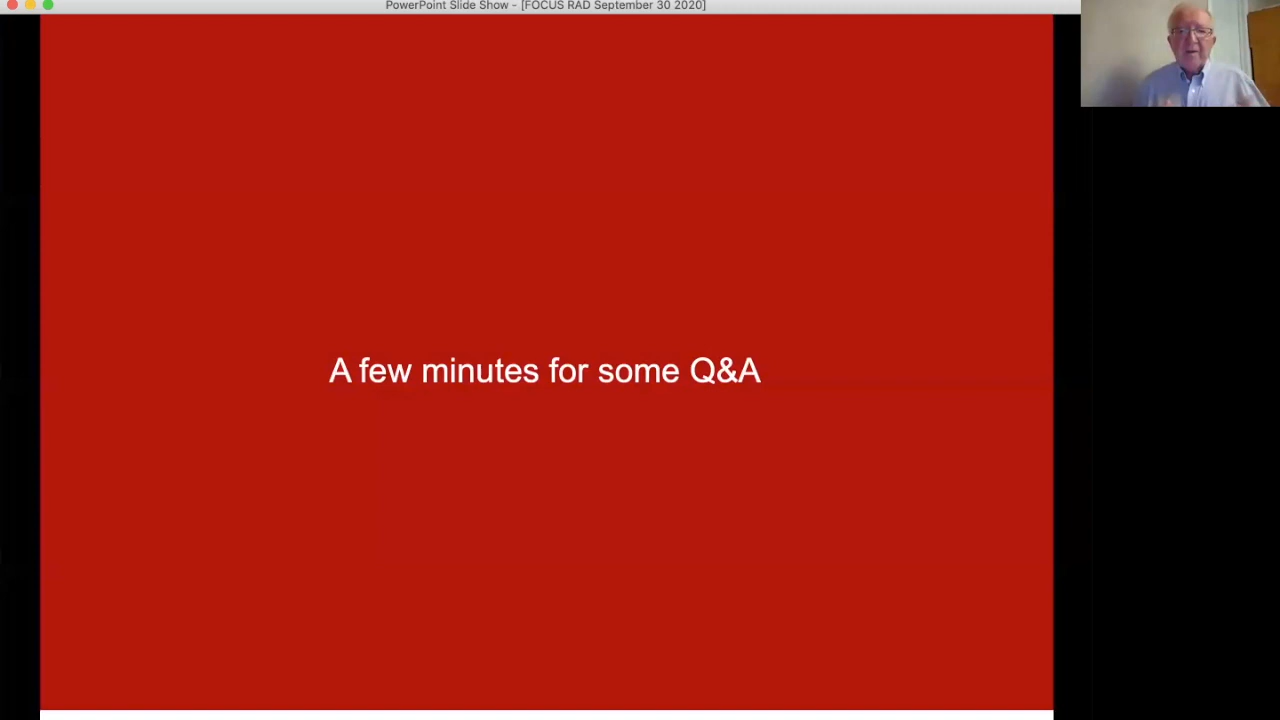 PowerPoint Slide Show - [FOCUS RAD September 30 2020]
A few minutes for some Q&A